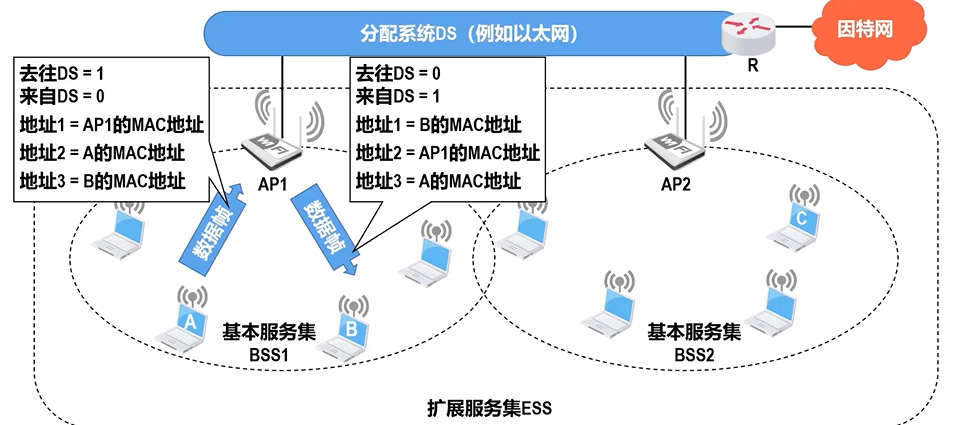 分配系统DS（例如以太网）
因特网
R
去往DS = 1
来自DS = 0
地址1 = AP1的MAC地址
地址2 = A的MAC地址
地址3 = B的MAC地址
去往DS = 0
来自DS = 1
地址1 = B的MAC地址
地址2 = AP1的MAC地址
地址3 = A的MAC地址
Wi Fi
AP1
Wi Fi
AP2
数据帧
数据帧
C
A
B
基本服务集
BSS1
基本服务集
BSS2
扩展服务集ESS